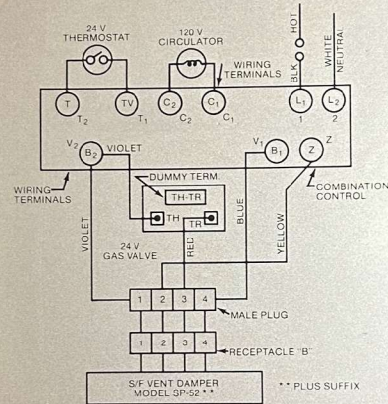 24 V
THERMOSTAT
120 V
CIRCULATOR
WIRING
TERMINALS
HOT
BLK
WHITE
NEUTRAL
T
TV
C2
C1
L1
L2
T2
T1
C2
C1
1
2
V2
B2
VIOLET
V1
B1
Z
Z
WIRING
TERMINALS
DUMMY TERM.
TH-TR
TH
TR
COMBINATION
CONTROL
VIOLET
24 V
GAS VALVE
RED
BLUE
YELLOW
1 2 3 4
MALE PLUG
1 2 3 4
RECEPTACLE "B"
S/F VENT DAMPER
MODEL SP-52 **
**PLUS SUFFIX